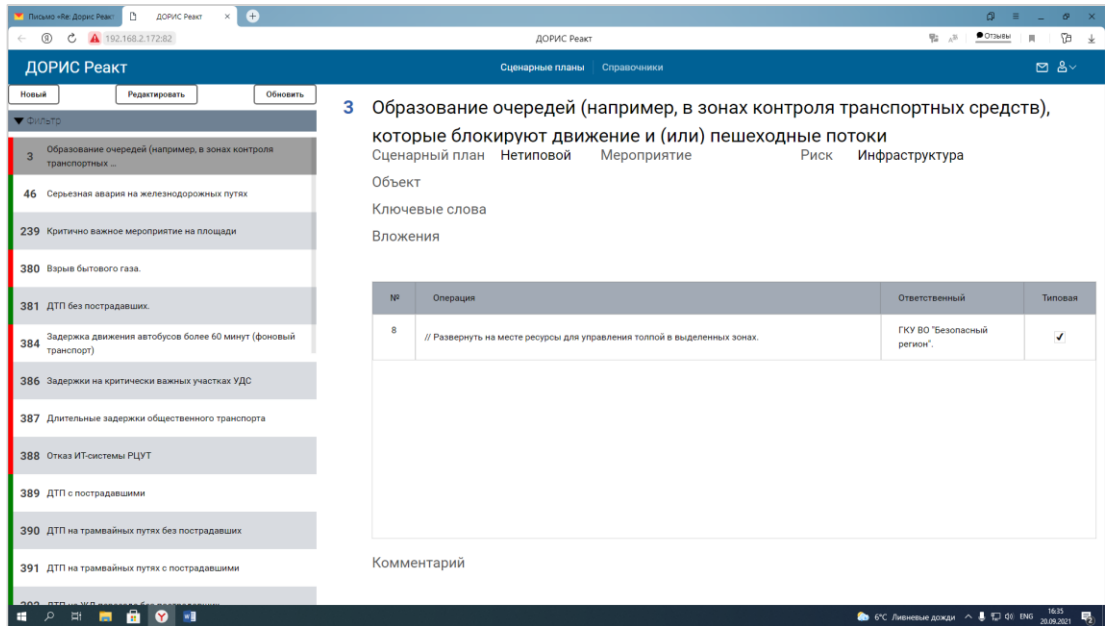 Письмо «Re: Дорис Реакт
ДОРИС Реакт
192.168.2.172:82
ДОРИС Реакт
Отзывы
ДОРИС Реакт
Сценарные планы
Справочники
Новый
Редактировать
Обновить
Фильтр
3 Образование очередей (например, в зонах контроля
транспортных ...
46 Серьезная авария на железнодорожных путях
239 Критично важное мероприятие на площади
380 Взрыв бытового газа.
381 ДТП без пострадавших.
384 Задержка движения автобусов более 60 минут (фоновый
транспорт)
386 Задержки на критически важных участках УДС
387 Длительные задержки общественного транспорта
388 Отказ ИТ-системы РЦУТ
389 ДТП с пострадавшими
390 ДТП на трамвайных путях без пострадавших
391 ДТП на трамвайных путях с пострадавшими
3 Образование очередей (например, в зонах контроля транспортных средств),
которые блокируют движение и (или) пешеходные потоки
Сценарный план Нетиповой Мероприятие Риск Инфраструктура
Объект
Ключевые слова
Вложения
№ Операция Ответственный Типовая
8 // Развернуть на месте ресурсы для управления толпой в выделенных зонах. ГКУ ВО "Безопасный
регион".
Комментарий
6°C Ливневые дожди ENG 16:35
20.09.2021